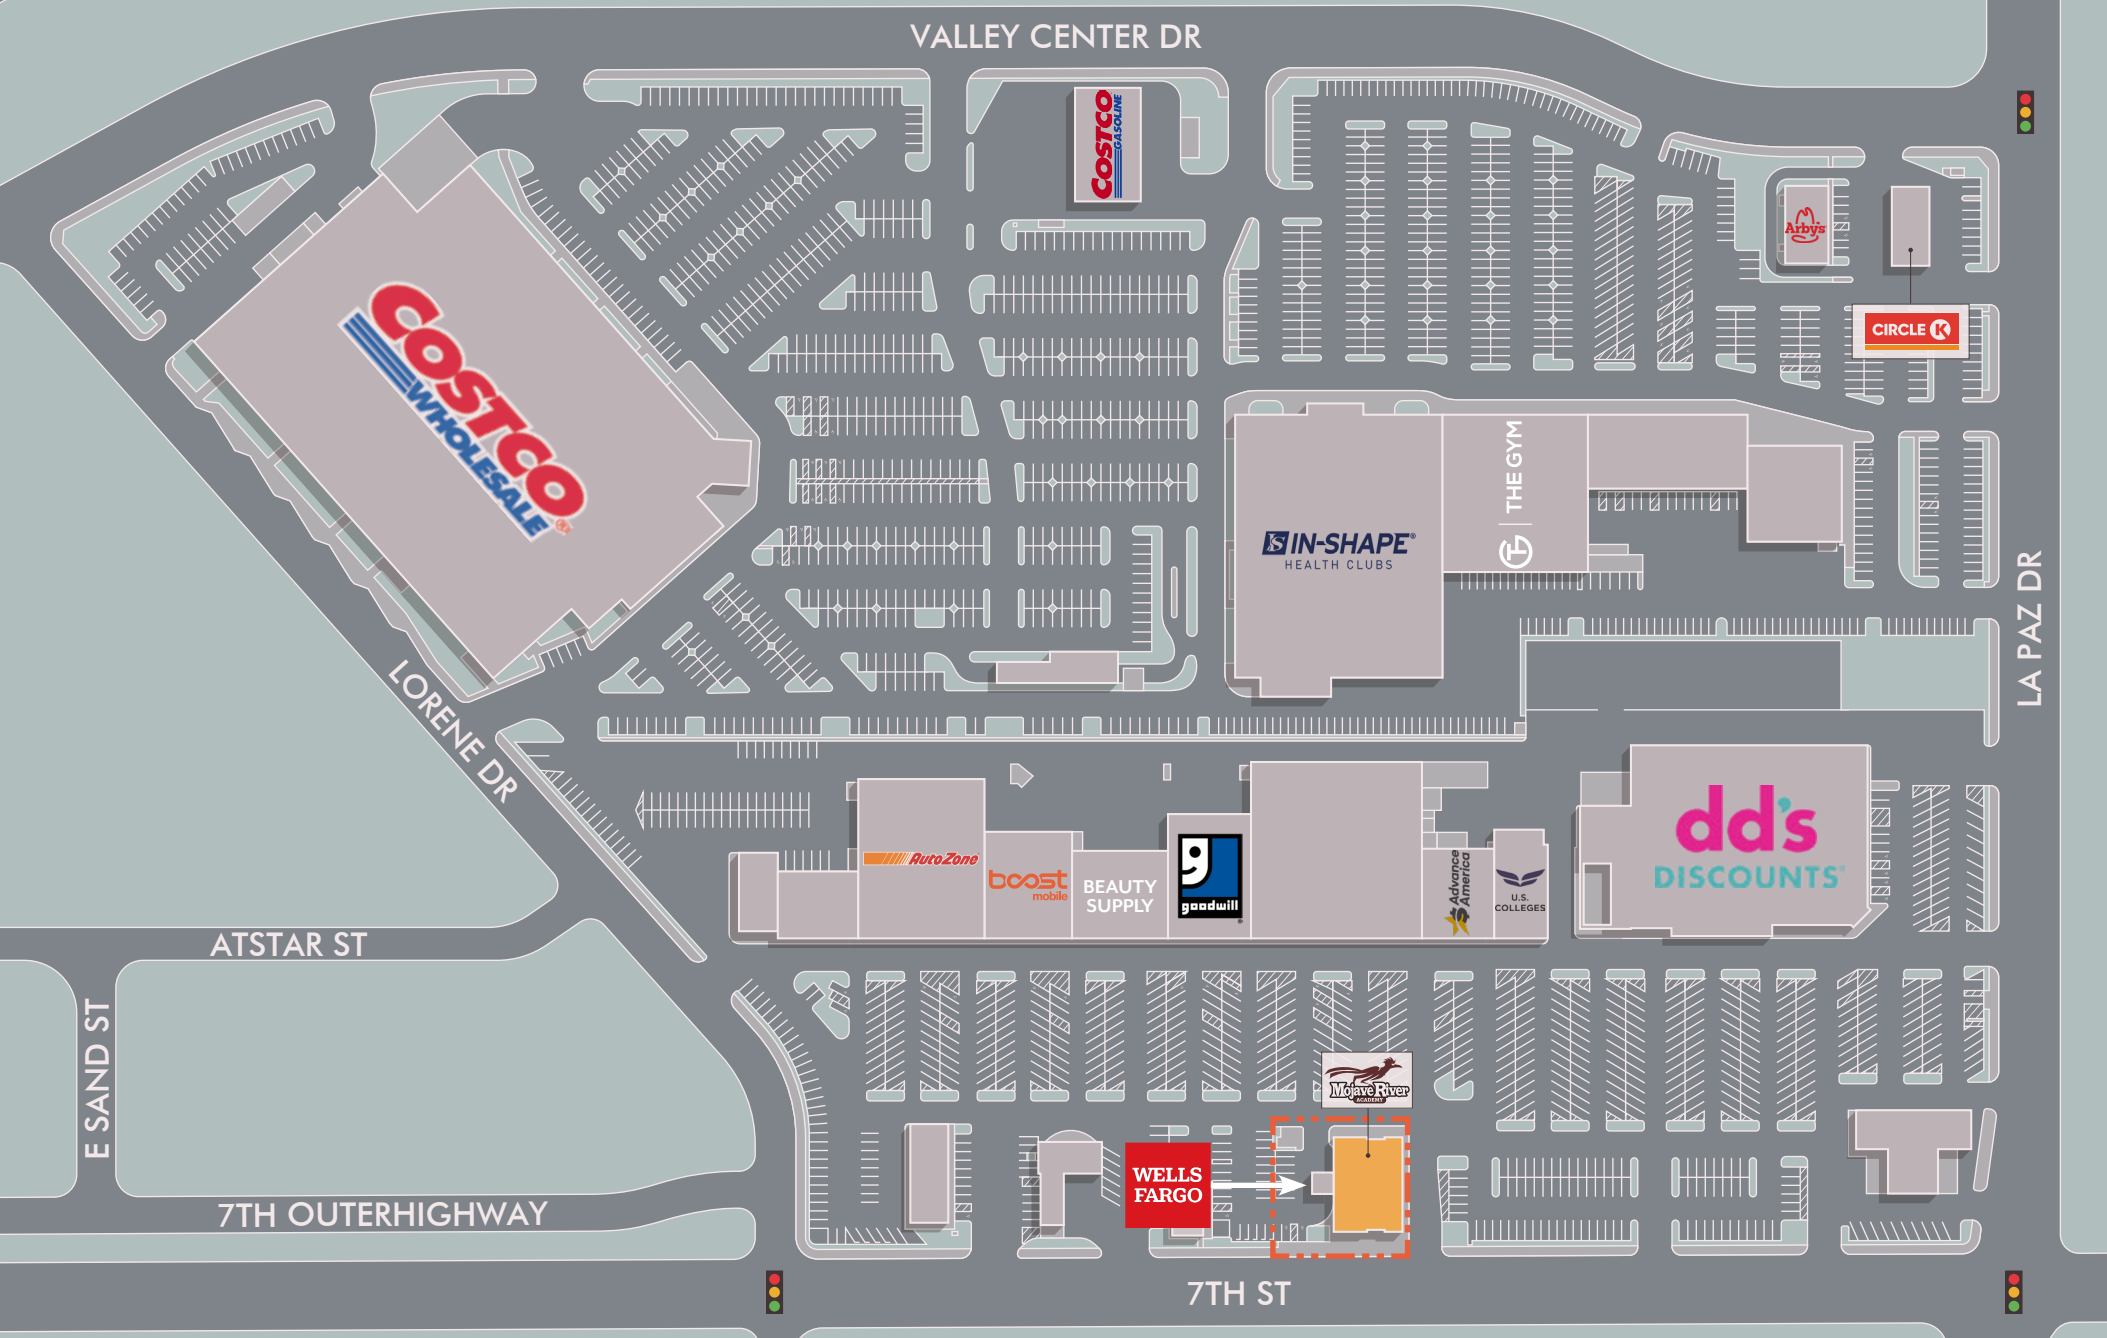 VALLEY CENTER DR
COSTCO
GASOLINE
Arby's
CIRCLE K
COSTCO
WHOLESALE
THE GYM
IN-SHAPE®
HEALTH CLUBS
LA PAZ DR
LORENE DR
AutoZone
boost
mobile
BEAUTY
SUPPLY
goodwill
Advance
America
U.S.
COLLEGES
dd's
DISCOUNTS
ATSTAR ST
E SAND ST
Mojave River
ACADEMY
WELLS
FARGO
7TH OUTERHIGHWAY
7TH ST